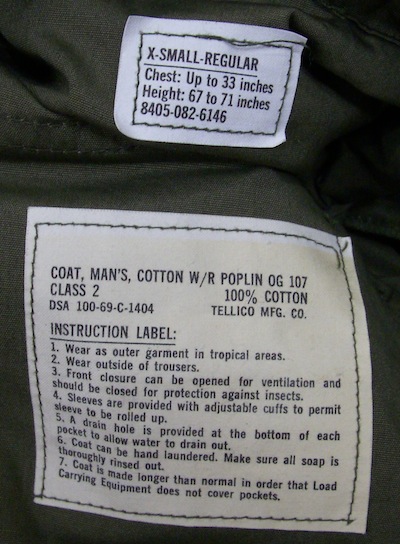 X-SMALL-REGULAR
Chest: Up to 33 inches
Height: 67 to 71 inches
8405-082-6146
COAT, MAN'S, COTTON W/R POPLIN OG 107
CLASS 2 100% COTTON
DSA 100-69-C-1404 TELLICO MFG. CO.
INSTRUCTION LABEL:
1. Wear as outer garment in tropical areas.
2. Wear outside of trousers.
3. Front closure can be opened for ventilation and
should be closed for protection against insects.
4. Sleeves are provided with adjustable cuffs to permit
sleeve to be rolled up.
5. A drain hole is provided at the bottom of each
pocket to allow water to drain out.
6. Coat can be hand laundered. Make sure all soap is
thoroughly rinsed out.
7. Coat is made longer than normal in order that Load
Carrying Equipment does not cover pockets.